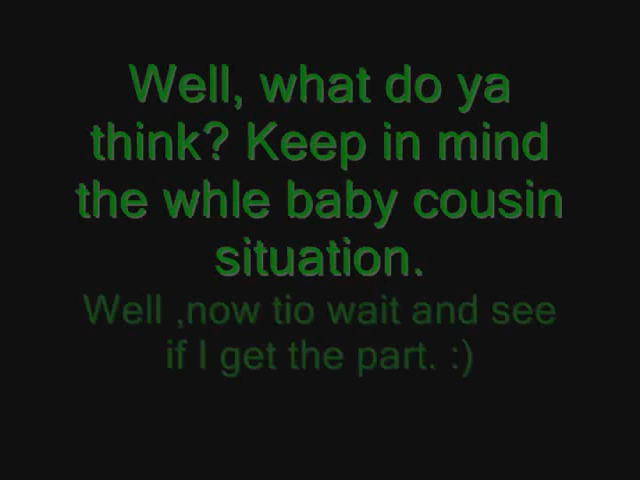 Well, what do ya
think? Keep in mind
the whle baby cousin
situation.
Well ,now tio wait and see
if I get the part. :)